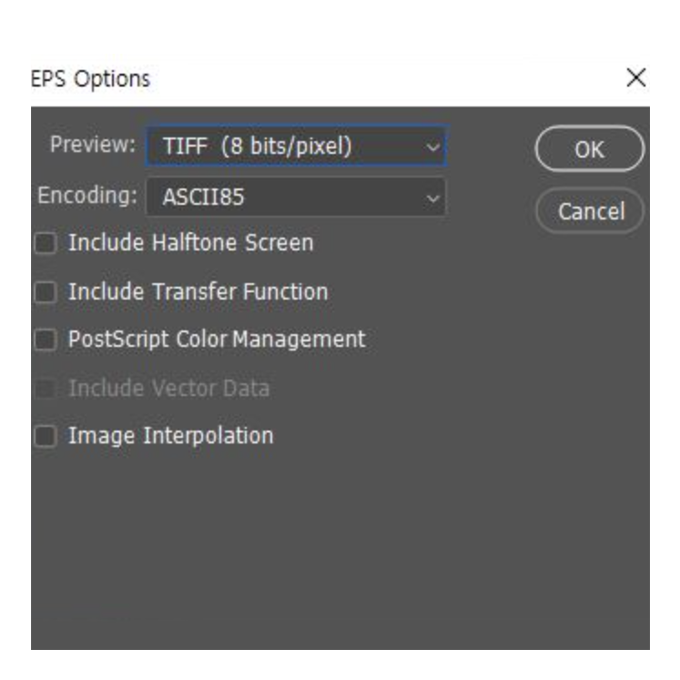 EPS Options
Preview: TIFF (8 bits/pixel)
OK
Encoding: ASCII85
Cancel
Include Halftone Screen
Include Transfer Function
PostScript Color Management
Include Vector Data
Image Interpolation